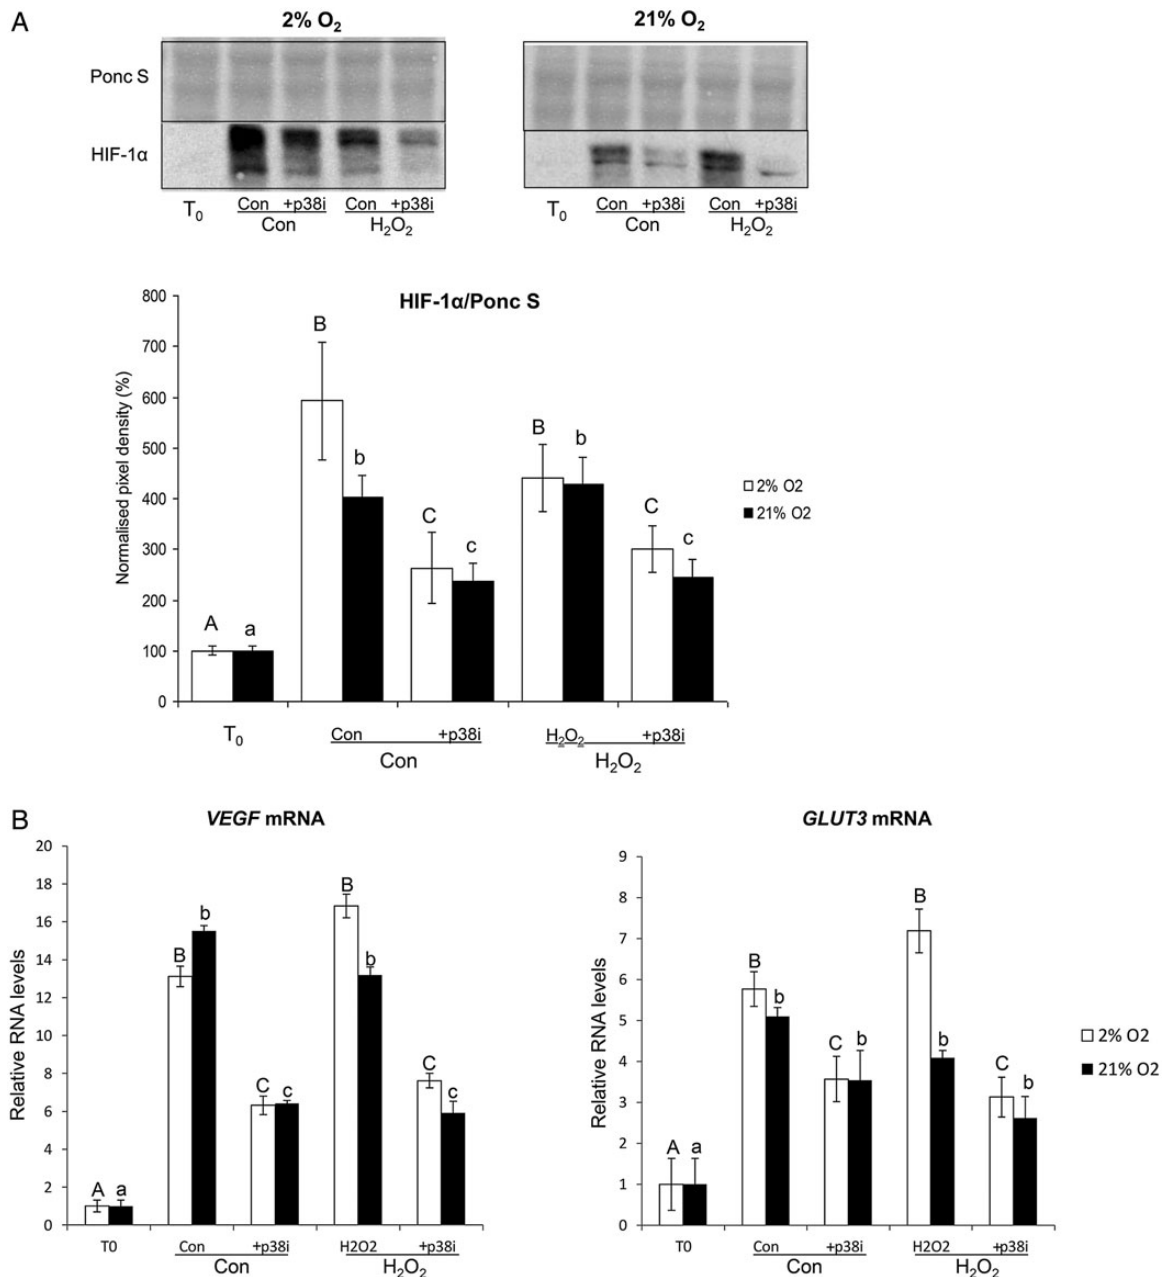 A
2% O2
21% O2
Ponc S
HIF-1α
T0
Con +p38i Con +p38i
Con H2O2
T0
Con +p38i Con +p38i
Con H2O2
HIF-1α/Ponc S
Normalised pixel density (%)
800
700
600
500
400
300
200
100
0
A a
B b
C c
B b
C c
2% O2
21% O2
T0 Con +p38i H2O2 +p38i
Con H2O2
B
VEGF mRNA
Relative RNA levels
20
18
16
14
12
10
8
6
4
2
0
A a
B b
C c
B b
C c
T0 Con +p38i H2O2 +p38i
Con H2O2
GLUT3 mRNA
Relative RNA levels
9
8
7
6
5
4
3
2
1
0
A a
B b
C b
B b
C b
T0 Con +p38i H2O2 +p38i
Con H2O2
2% O2
21% O2